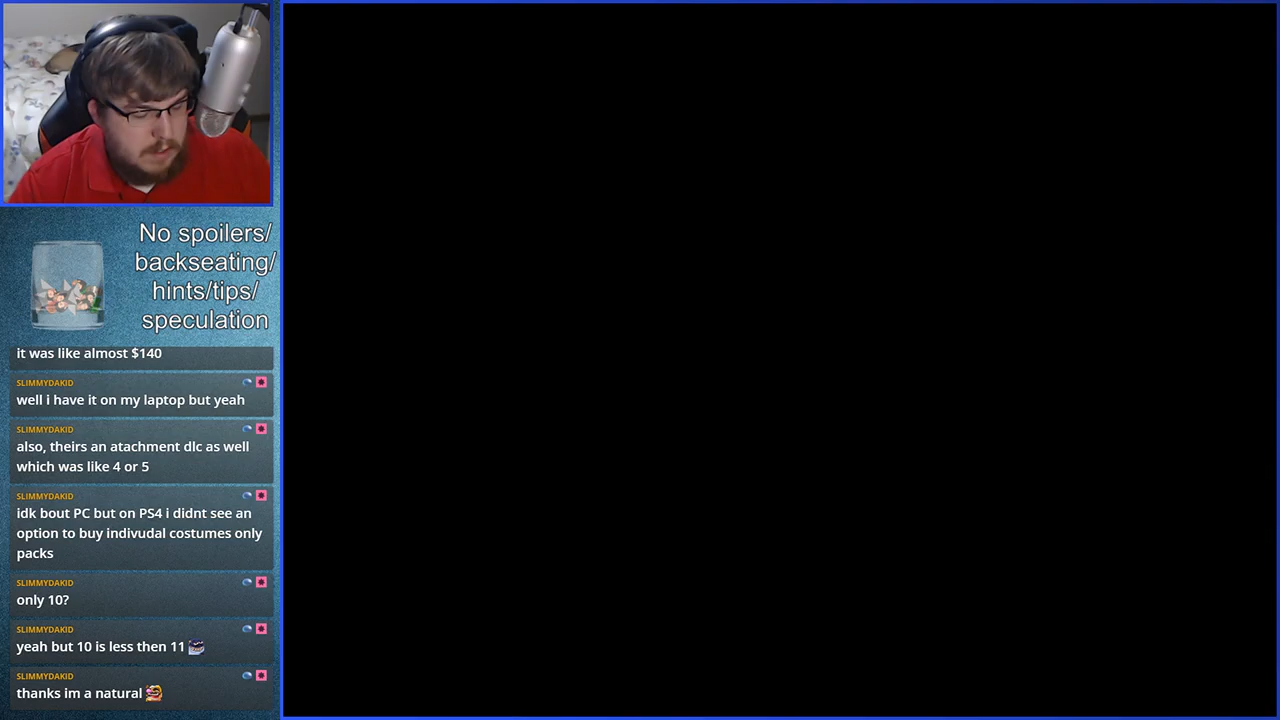 No spoilers/
backseating/
hints/tips/
speculation
it was like almost $140
SLIMMYDAKID
well i have it on my laptop but yeah
SLIMMYDAKID
also, theirs an atachment dlc as well
which was like 4 or 5
SLIMMYDAKID
idk bout PC but on PS4 i didnt see an
option to buy indivudal costumes only
packs
SLIMMYDAKID
only 10?
SLIMMYDAKID
yeah but 10 is less then 11
SLIMMYDAKID
thanks im a natural